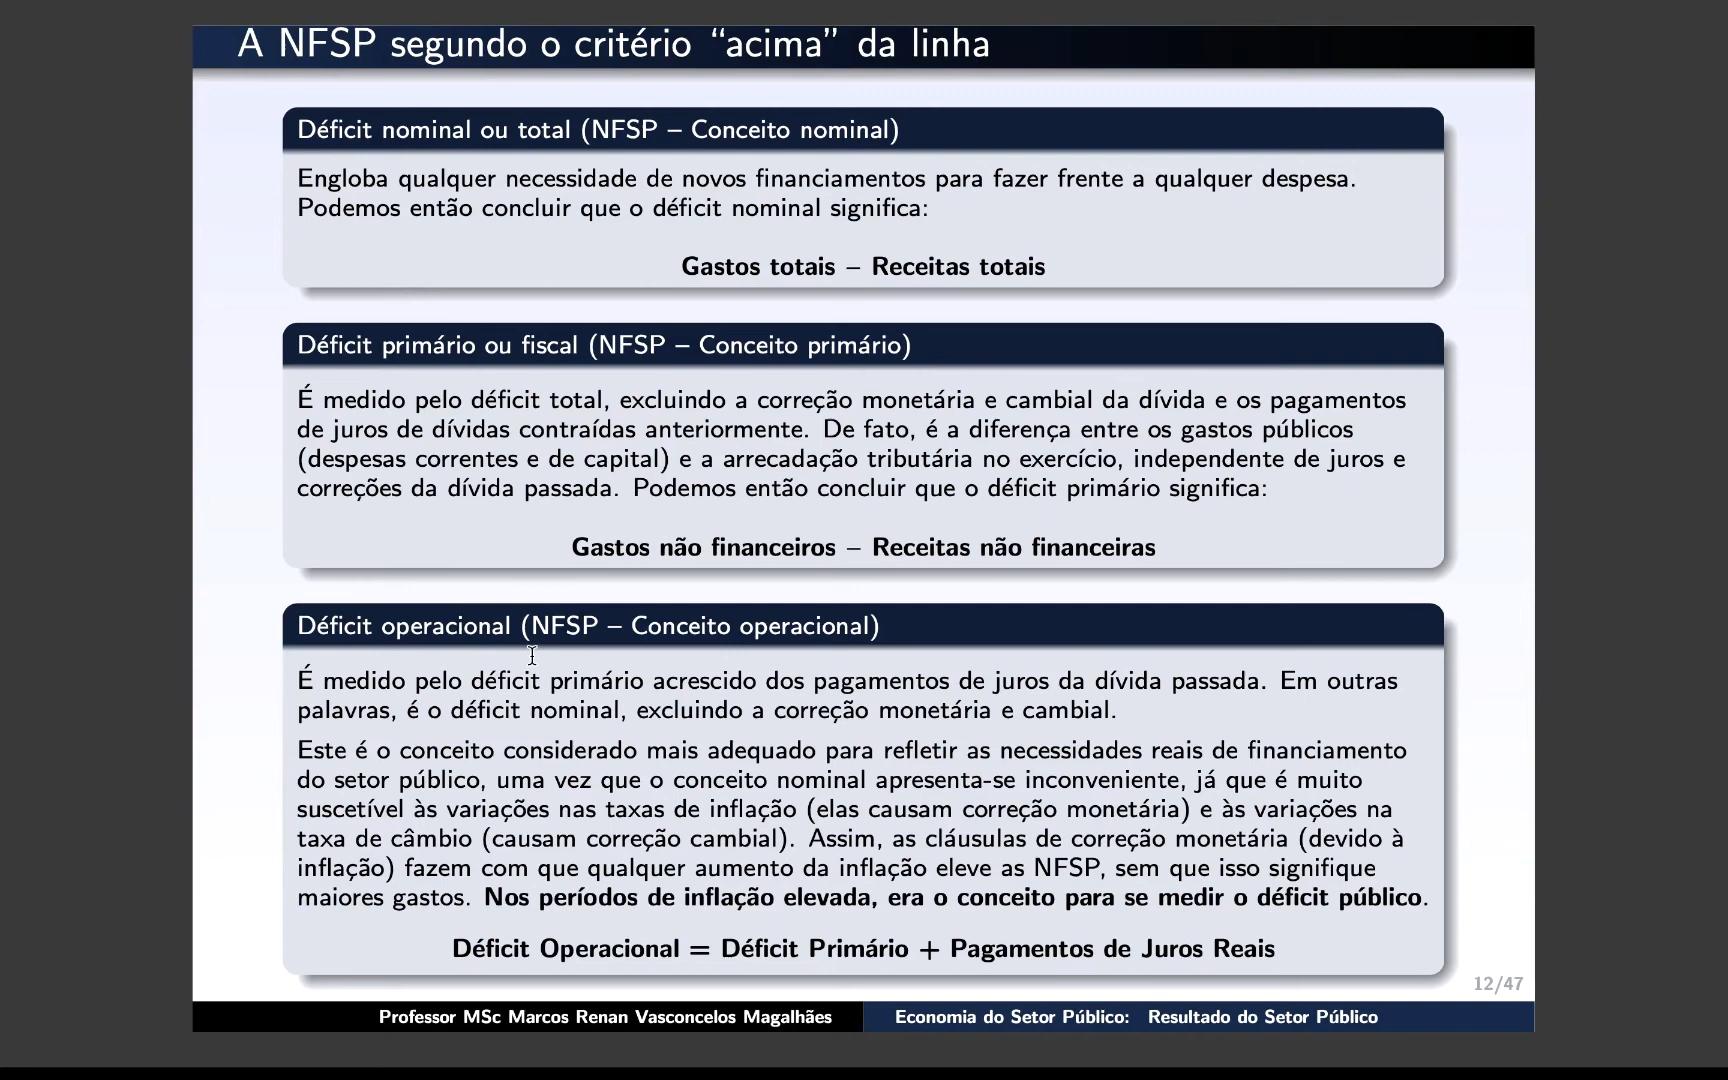 A NFSP segundo o critério “acima” da linha
Déficit nominal ou total (NFSP – Conceito nominal)
Engloba qualquer necessidade de novos financiamentos para fazer frente a qualquer despesa.
Podemos então concluir que o déficit nominal significa:
Gastos totais – Receitas totais
Déficit primário ou fiscal (NFSP – Conceito primário)
É medido pelo déficit total, excluindo a correção monetária e cambial da dívida e os pagamentos
de juros de dívidas contraídas anteriormente. De fato, é a diferença entre os gastos públicos
(despesas correntes e de capital) e a arrecadação tributária no exercício, independente de juros e
correções da dívida passada. Podemos então concluir que o déficit primário significa:
Gastos não financeiros – Receitas não financeiras
Déficit operacional (NFSP – Conceito operacional)
É medido pelo déficit primário acrescido dos pagamentos de juros da dívida passada. Em outras
palavras, é o déficit nominal, excluindo a correção monetária e cambial.
Este é o conceito considerado mais adequado para refletir as necessidades reais de financiamento
do setor público, uma vez que o conceito nominal apresenta-se inconveniente, já que é muito
suscetível às variações nas taxas de inflação (elas causam correção monetária) e às variações na
taxa de câmbio (causam correção cambial). Assim, as cláusulas de correção monetária (devido à
inflação) fazem com que qualquer aumento da inflação eleve as NFSP, sem que isso signifique
maiores gastos. Nos períodos de inflação elevada, era o conceito para se medir o déficit público.
Déficit Operacional = Déficit Primário + Pagamentos de Juros Reais
12/47
Professor MSc Marcos Renan Vasconcelos Magalhães
Economia do Setor Público: Resultado do Setor Público